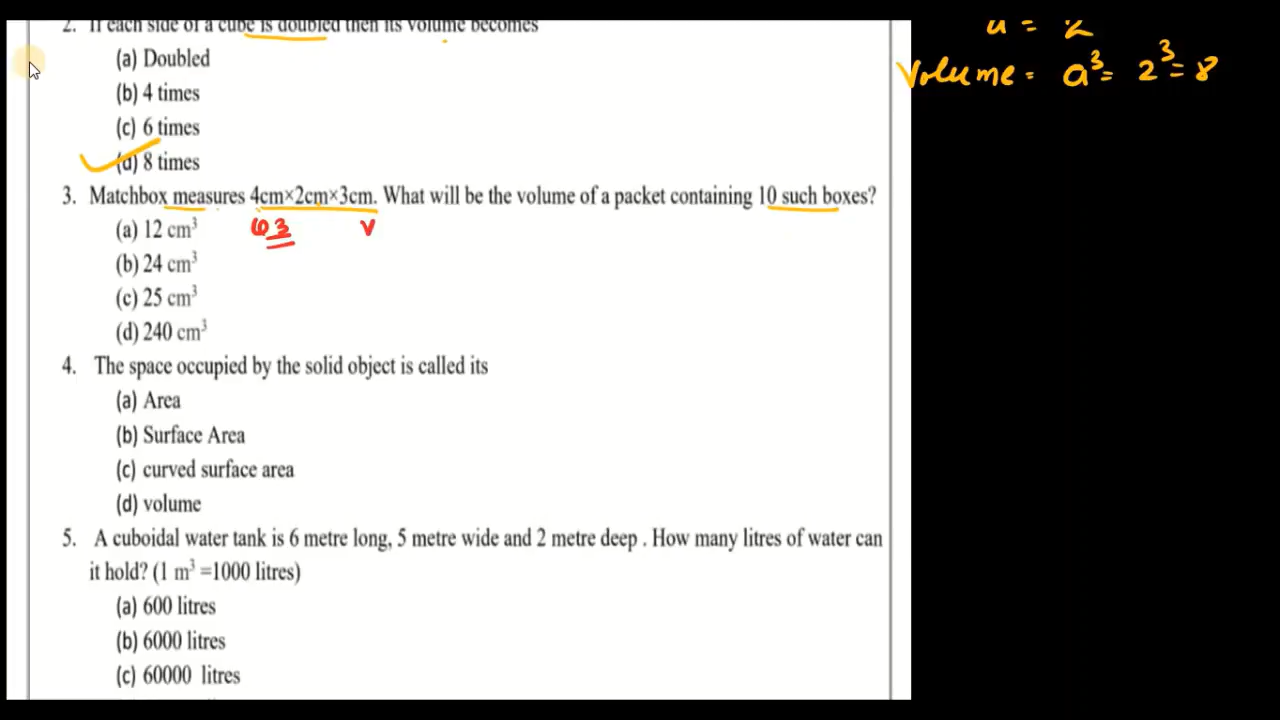 2. If each side of a cube is doubled then its volume becomes
(a) Doubled
(b) 4 times
(c) 6 times
(d) 8 times
3. Matchbox measures 4cm×2cm×3cm. What will be the volume of a packet containing 10 such boxes?
(a) 12 cm³
(b) 24 cm³
(c) 25 cm³
(d) 240 cm³
4. The space occupied by the solid object is called its
(a) Area
(b) Surface Area
(c) curved surface area
(d) volume
5. A cuboidal water tank is 6 metre long, 5 metre wide and 2 metre deep . How many litres of water can
it hold? (1 m³ =1000 litres)
(a) 600 litres
(b) 6000 litres
(c) 60000 litres
a = 2
Volume = a³ = 2³ = 8